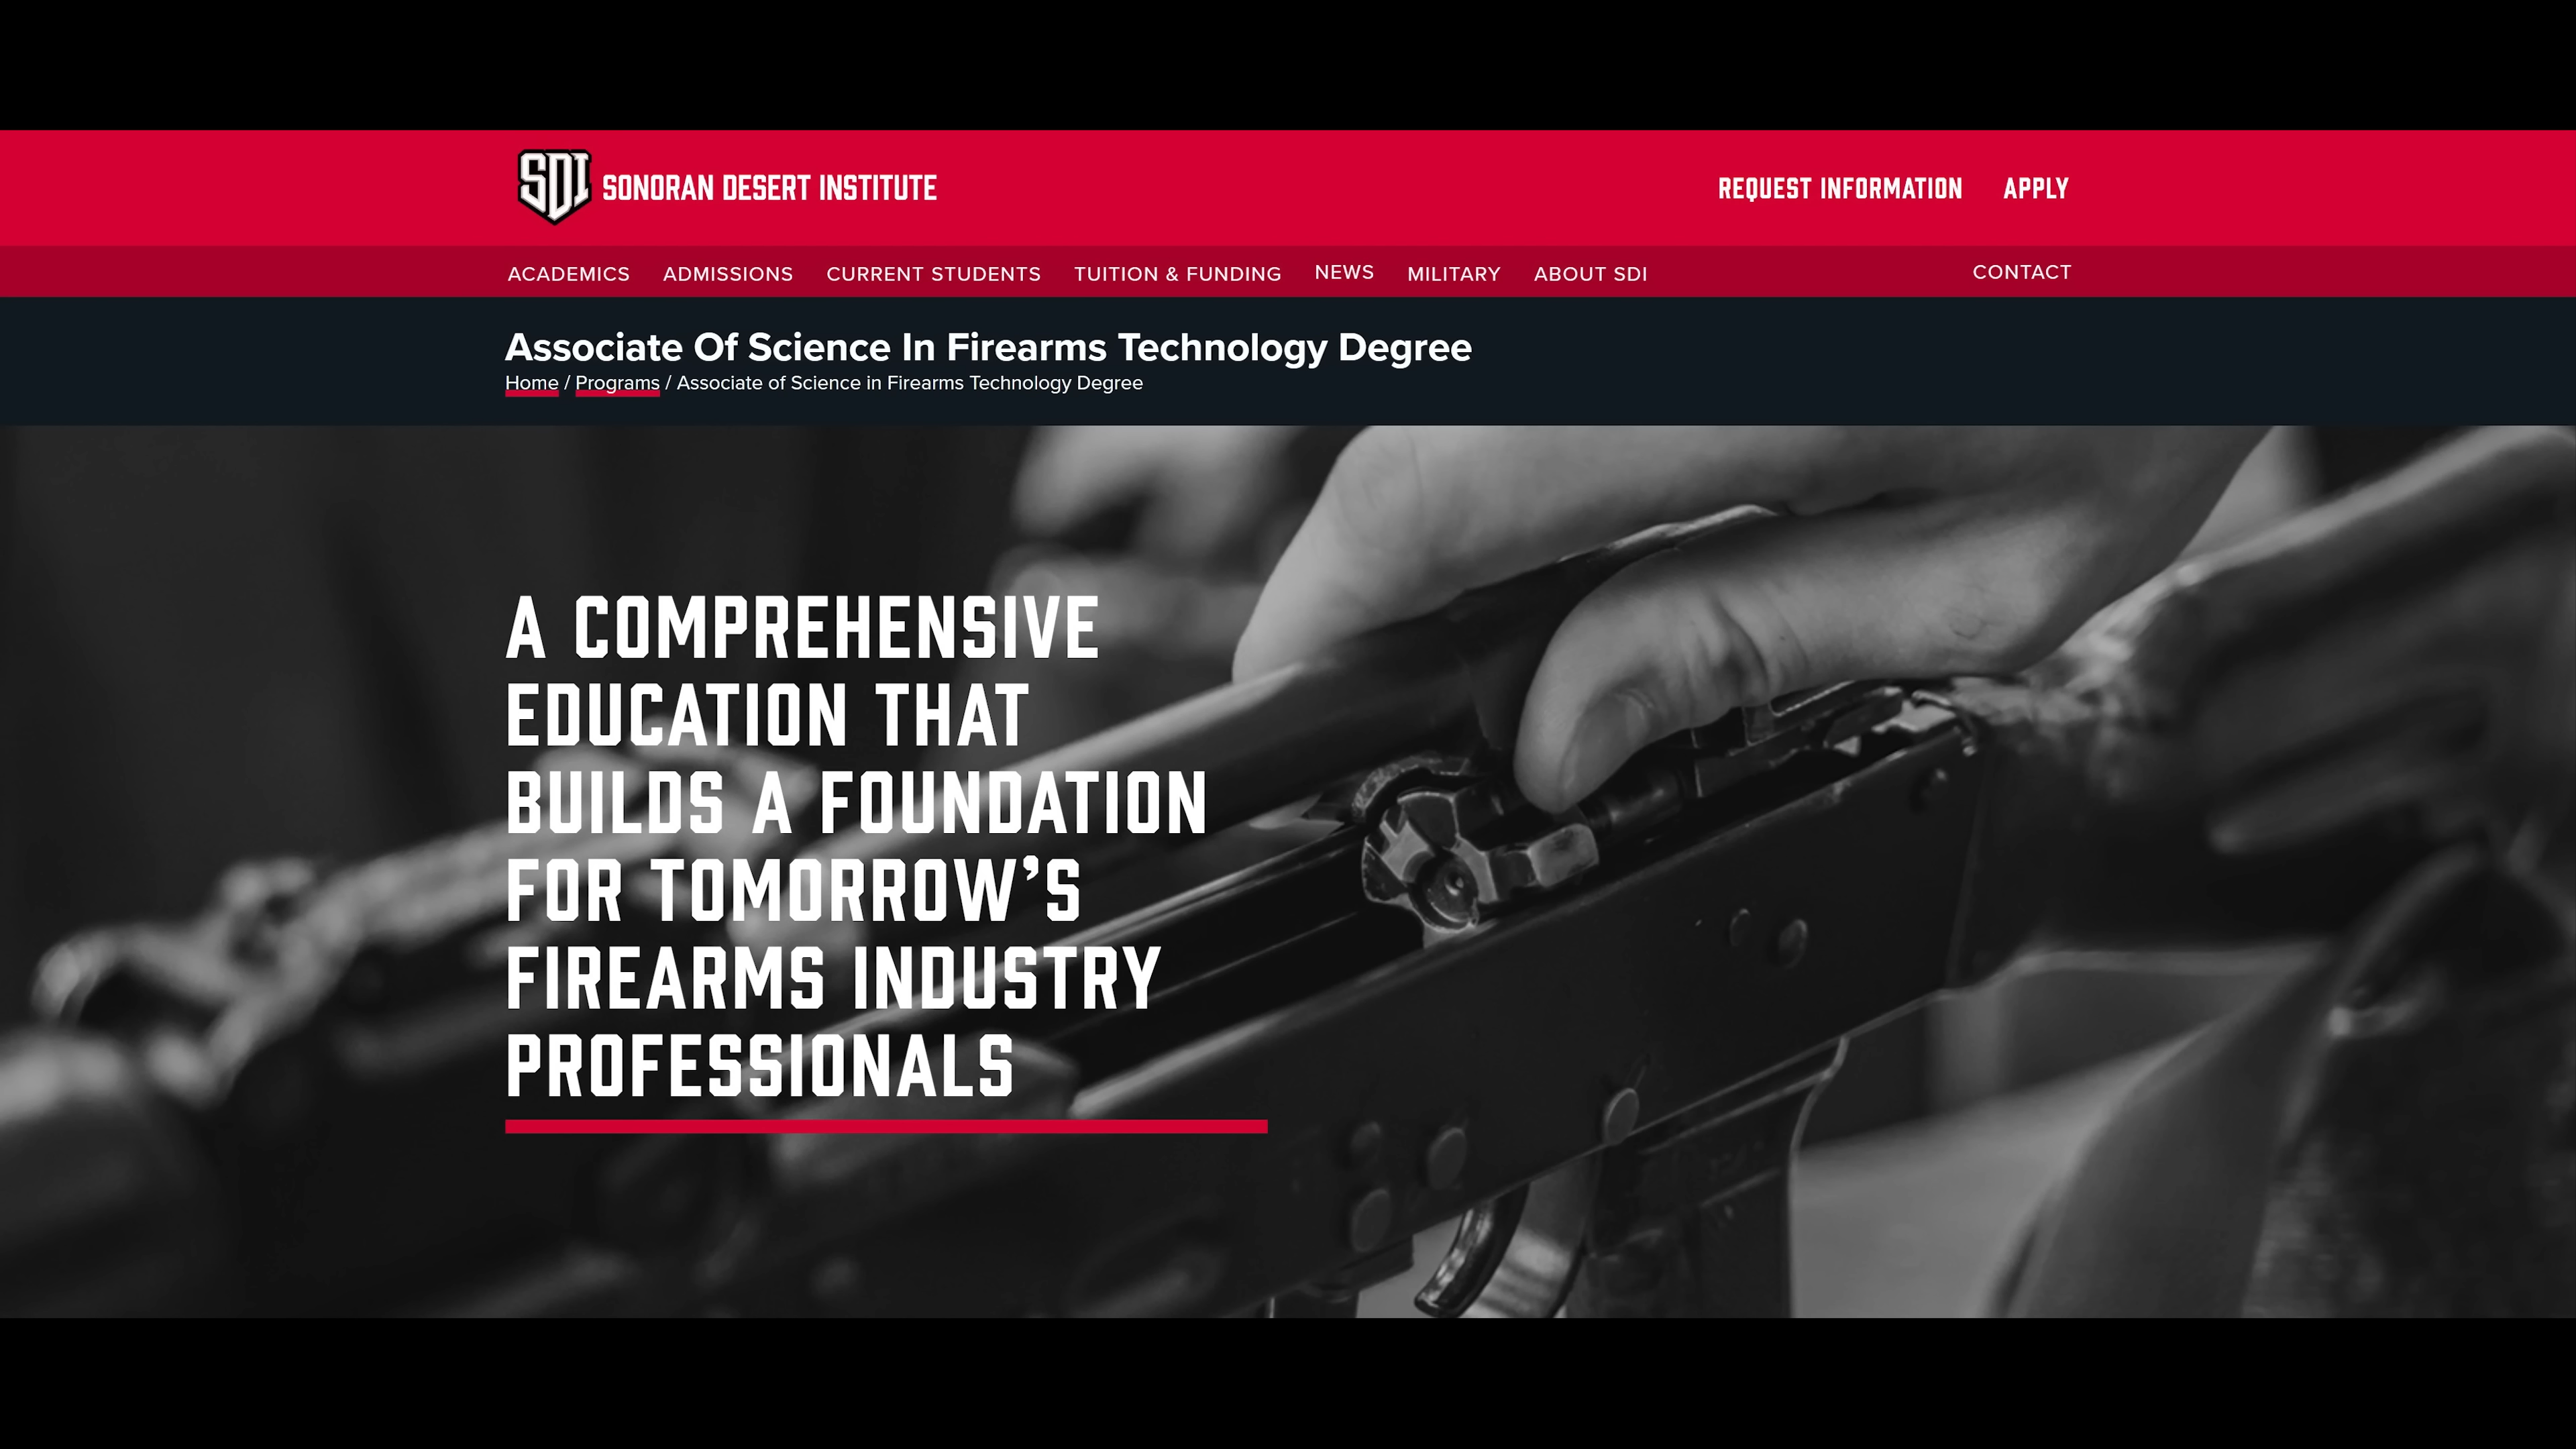 SDI SONORAN DESERT INSTITUTE
REQUEST INFORMATION APPLY
ACADEMICS ADMISSIONS CURRENT STUDENTS TUITION & FUNDING NEWS MILITARY ABOUT SDI CONTACT
Associate Of Science In Firearms Technology Degree
Home / Programs / Associate of Science in Firearms Technology Degree
A COMPREHENSIVE
EDUCATION THAT
BUILDS A FOUNDATION
FOR TOMORROW’S
FIREARMS INDUSTRY
PROFESSIONALS